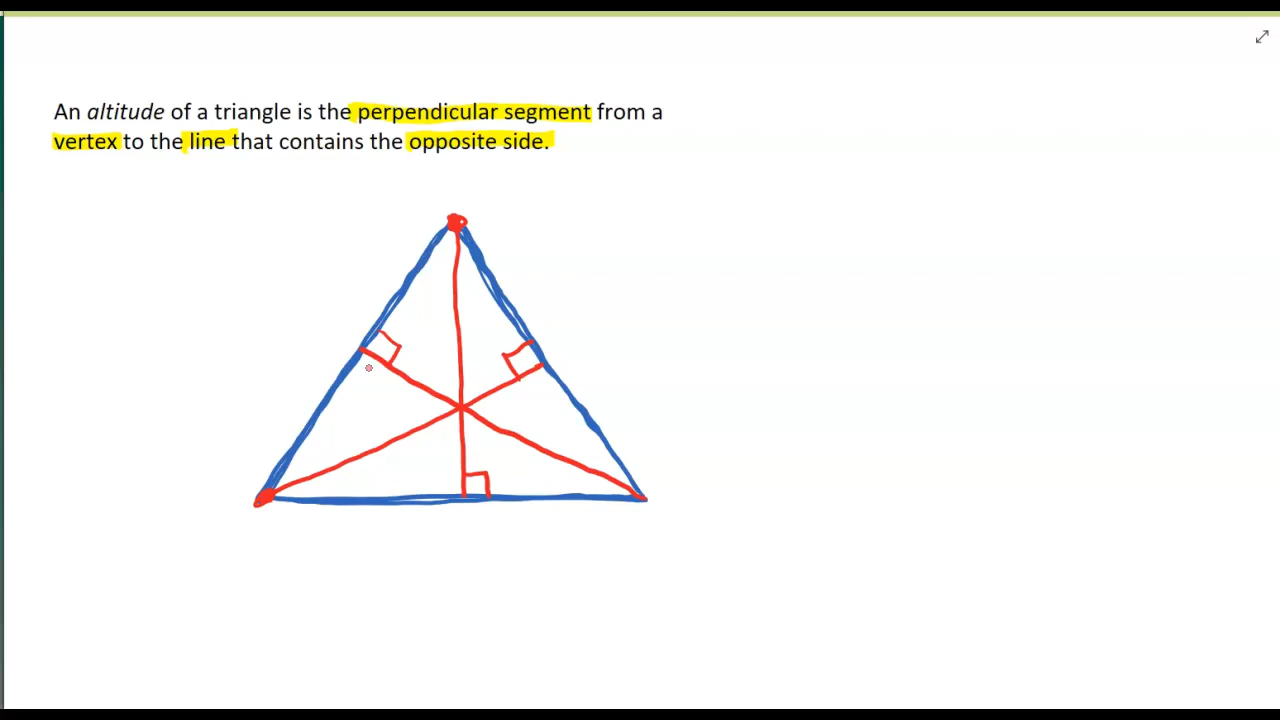 An altitude of a triangle is the perpendicular segment from a
vertex to the line that contains the opposite side.